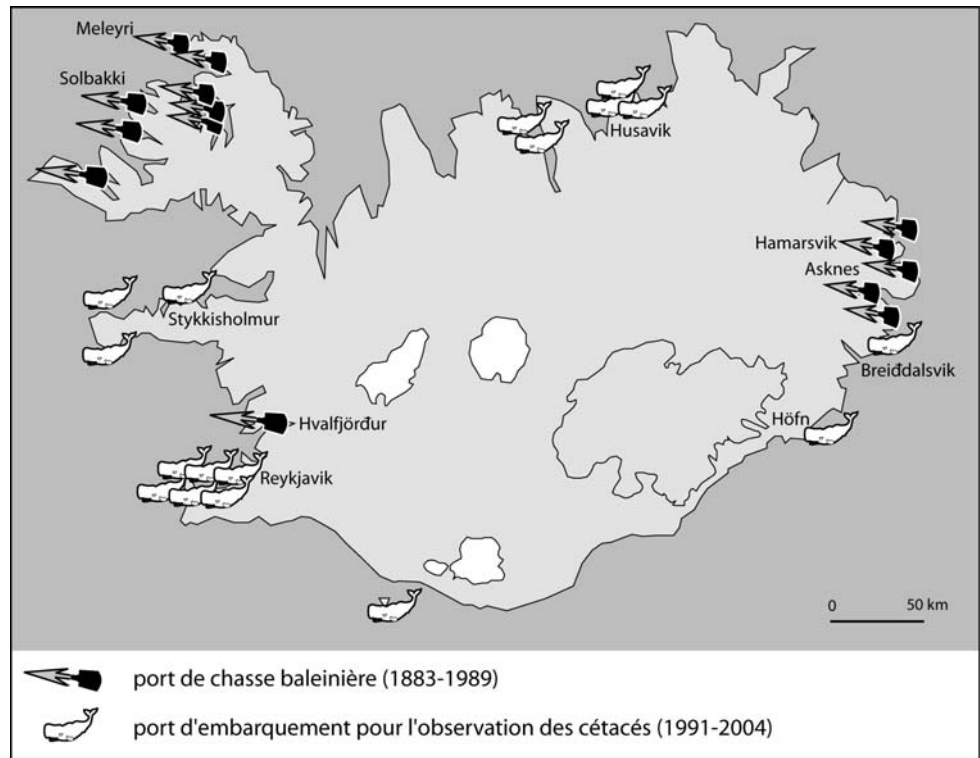 Meleyri
Solbakki
Husavik
Hamarsvik
Asknes
Stykkisholmur
Breiđdalsvik
Höfn
Hvalfjörđur
Reykjavik
0 50 km
port de chasse baleinière (1883-1989)
port d'embarquement pour l'observation des cétacés (1991-2004)